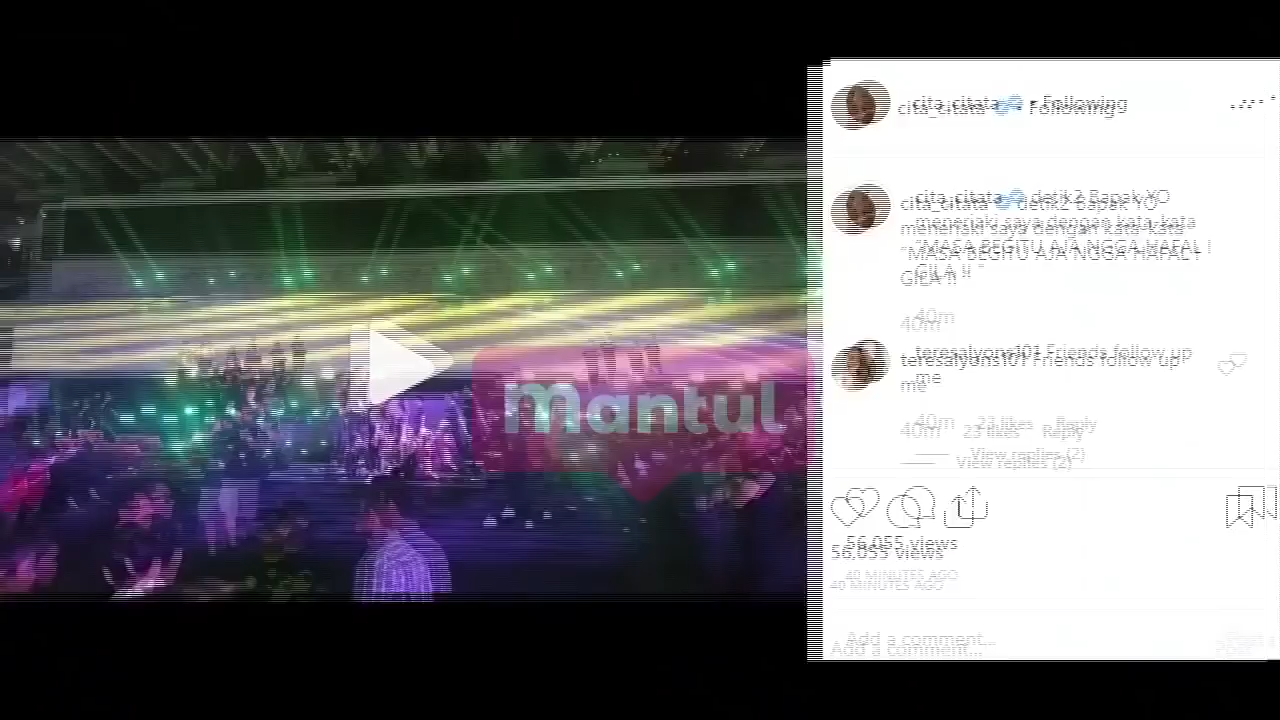 cita_citata • Following
cita_citata detik2 Bapak YO
meneriaki saya dengan kata-kata
"MASA BEGITU AJA NGGA HAFAL !
GILA !! "
40m
teresalyons101 Friends follow up
me
40m 23 likes Reply
View replies (2)
mantul
56,055 views
40 MINUTES AGO
Add a comment...